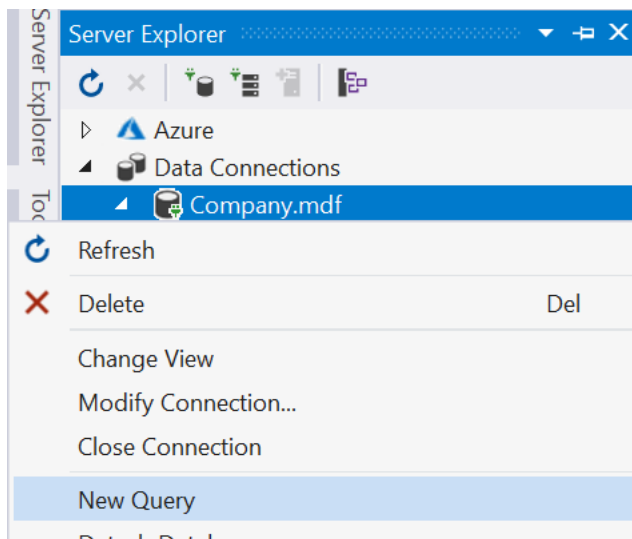 Server Explorer
Server Explorer
Azure
Data Connections
Company.mdf
Refresh
Delete Del
Change View
Modify Connection...
Close Connection
New Query